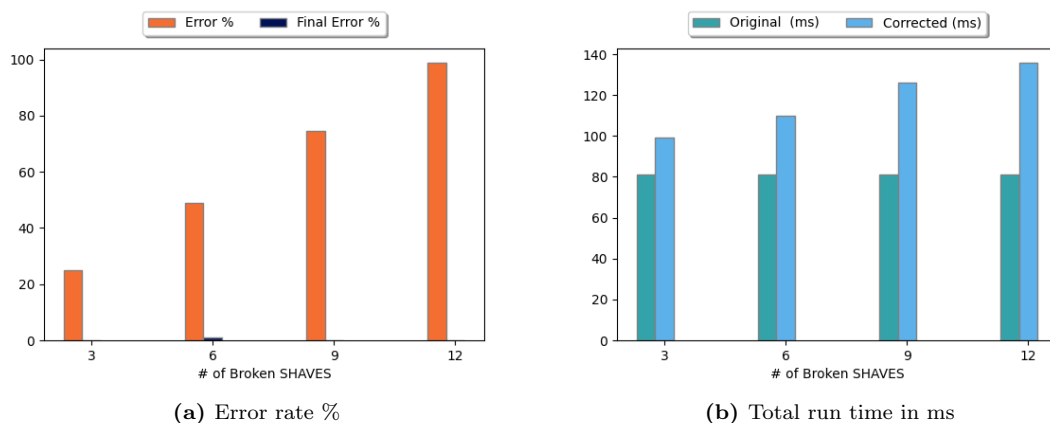 Error %
Final Error %
100
80
60
40
20
0
3
6
9
12
# of Broken SHAVES
(a) Error rate %
Original (ms)
Corrected (ms)
140
120
100
80
60
40
20
0
3
6
9
12
# of Broken SHAVES
(b) Total run time in ms